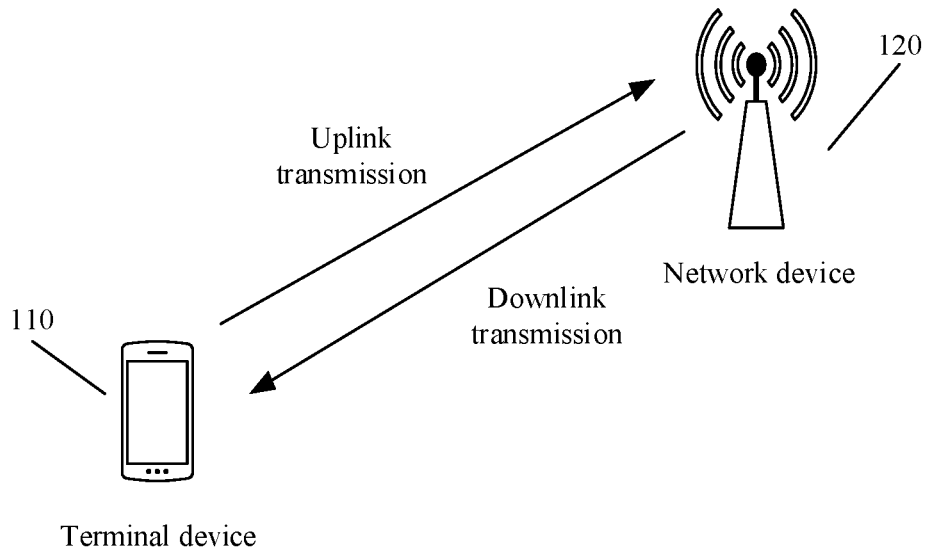 120
Uplink
transmission
Network device
Downlink
transmission
110
Terminal device